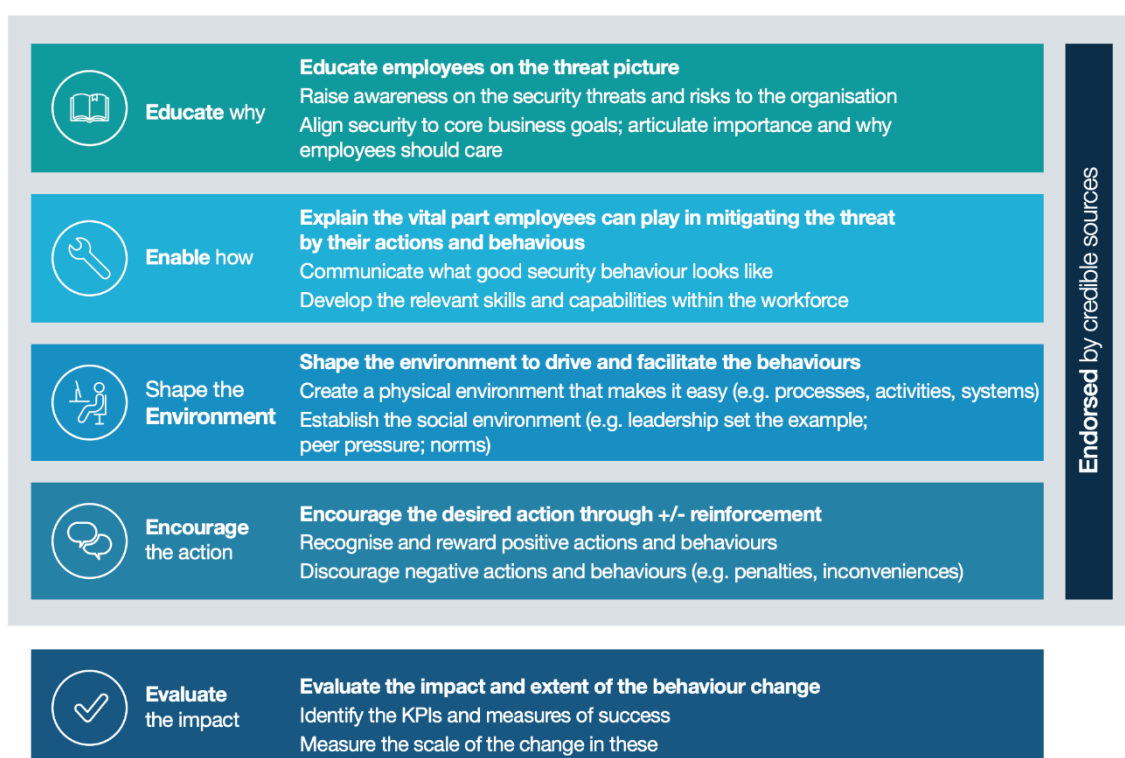 Educate why
Educate employees on the threat picture
Raise awareness on the security threats and risks to the organisation
Align security to core business goals; articulate importance and why
employees should care
Enable how
Explain the vital part employees can play in mitigating the threat
by their actions and behavious
Communicate what good security behaviour looks like
Develop the relevant skills and capabilities within the workforce
Shape the
Environment
Shape the environment to drive and facilitate the behaviours
Create a physical environment that makes it easy (e.g. processes, activities, systems)
Establish the social environment (e.g. leadership set the example;
peer pressure; norms)
Encourage
the action
Encourage the desired action through +/- reinforcement
Recognise and reward positive actions and behaviours
Discourage negative actions and behaviours (e.g. penalties, inconveniences)
Endorsed by credible sources
Evaluate
the impact
Evaluate the impact and extent of the behaviour change
Identify the KPIs and measures of success
Measure the scale of the change in these